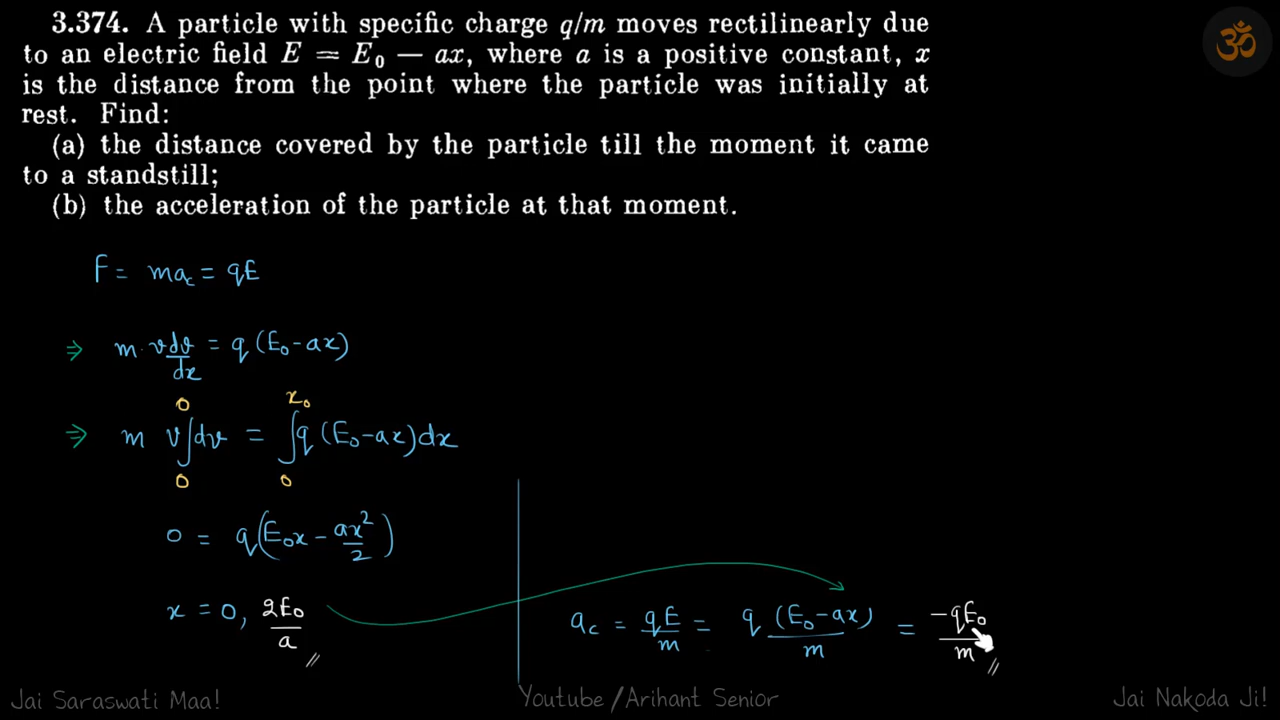 3.374. A particle with specific charge q/m moves rectilinearly due
to an electric field E = E₀ — ax, where a is a positive constant, x
is the distance from the point where the particle was initially at
rest. Find:
(a) the distance covered by the particle till the moment it came
to a standstill;
(b) the acceleration of the particle at that moment.
ॐ
F = ma_c = qE
⇒ m · v dv/dx = q (E₀ - ax)
⇒ m v∫₀⁰ dv = ∫₀^x₀ q (E₀ - ax) dx
0 = q(E₀x - ax²/2)
x = 0, 2E₀/a //
a_c = qE/m = q (E₀ - ax)/m = -qE₀/m //
Jai Saraswati Maa!
Youtube /Arihant Senior
Jai Nakoda Ji!